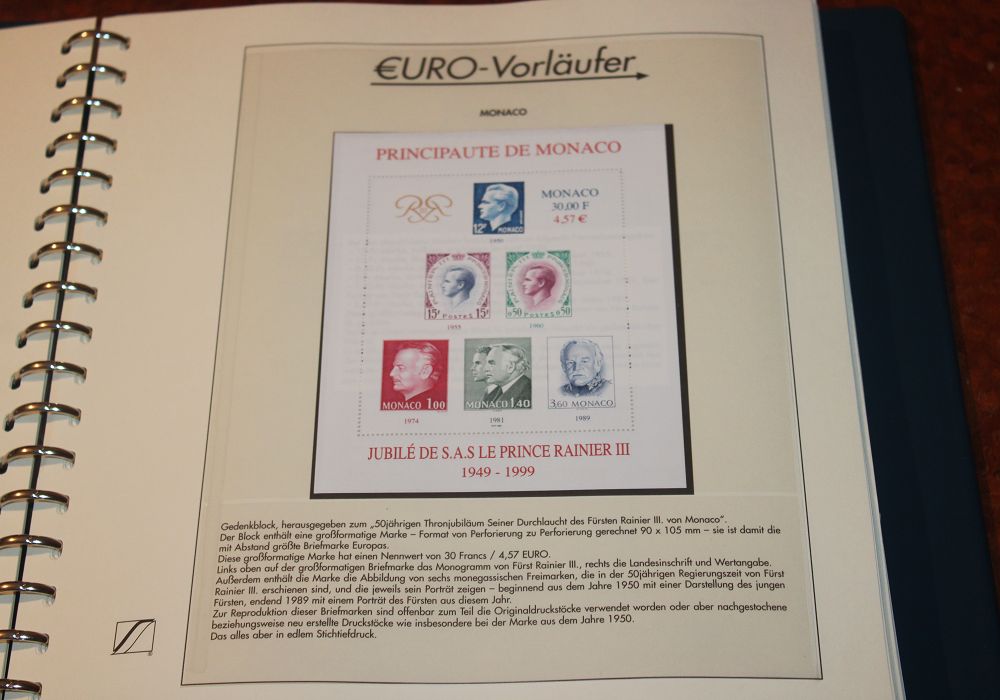 €URO-Vorläufer
MONACO
PRINCIPAUTE DE MONACO
MONACO
30,00 F
4,57 €
12F
MONACO
1950
15F POSTES 15F
0,50 POSTES 0,50
1955
1960
MONACO 1,00
MONACO 1,40
3,60 MONACO
1974
1981
1989
JUBILÉ DE S.A.S LE PRINCE RAINIER III
1949 - 1999
Gedenkblock, herausgegeben zum „50jährigen Thronjubiläum Seiner Durchlaucht des Fürsten Rainier III. von Monaco“.
Der Block enthält eine großformatige Marke – Format von Perforierung zu Perforierung gerechnet 90 x 105 mm – sie ist damit die
mit Abstand größte Briefmarke Europas.
Diese großformatige Marke hat einen Nennwert von 30 Francs / 4,57 EURO.
Links oben auf der großformatigen Briefmarke das Monogramm von Fürst Rainier III., rechts die Landesinschrift und Wertangabe.
Außerdem enthält die Marke die Abbildung von sechs monegassischen Freimarken, die in der 50jährigen Regierungszeit von Fürst
Rainier III. erschienen sind, und die jeweils sein Porträt zeigen – beginnend aus dem Jahre 1950 mit einer Darstellung des jungen
Fürsten, endend 1989 mit einem Porträt des Fürsten aus diesem Jahr.
Zur Reproduktion dieser Briefmarken sind offenbar zum Teil die Originaldruckstöcke verwendet worden oder aber nachgestochene
beziehungsweise neu erstellte Druckstöcke wie insbesondere bei der Marke aus dem Jahre 1950.
Das alles aber in edlem Stichtiefdruck.